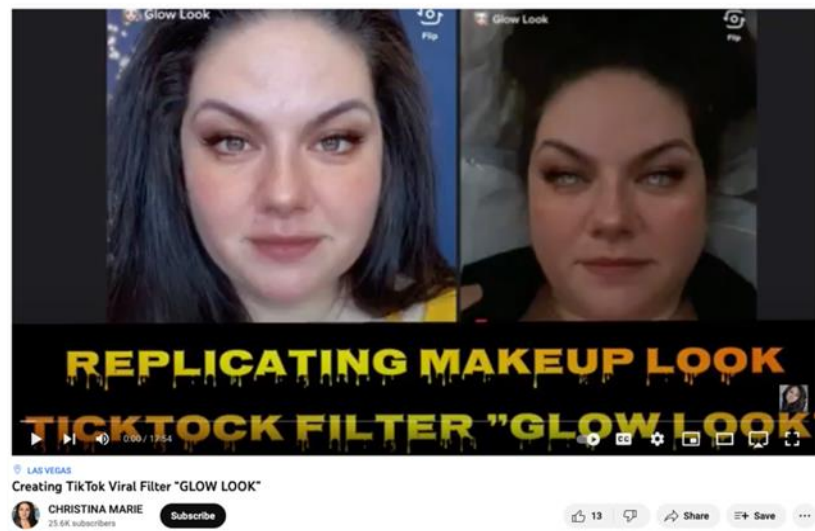 Glow Look
Flip
Glow Look
Flip
REPLICATING MAKEUP LOOK
TICKTOCK FILTER "GLOW LOOK"
0:00 / 17:54
CC
LAS VEGAS
Creating TikTok Viral Filter "GLOW LOOK"
CHRISTINA MARIE
25.6K subscribers
Subscribe
13
Share
Save